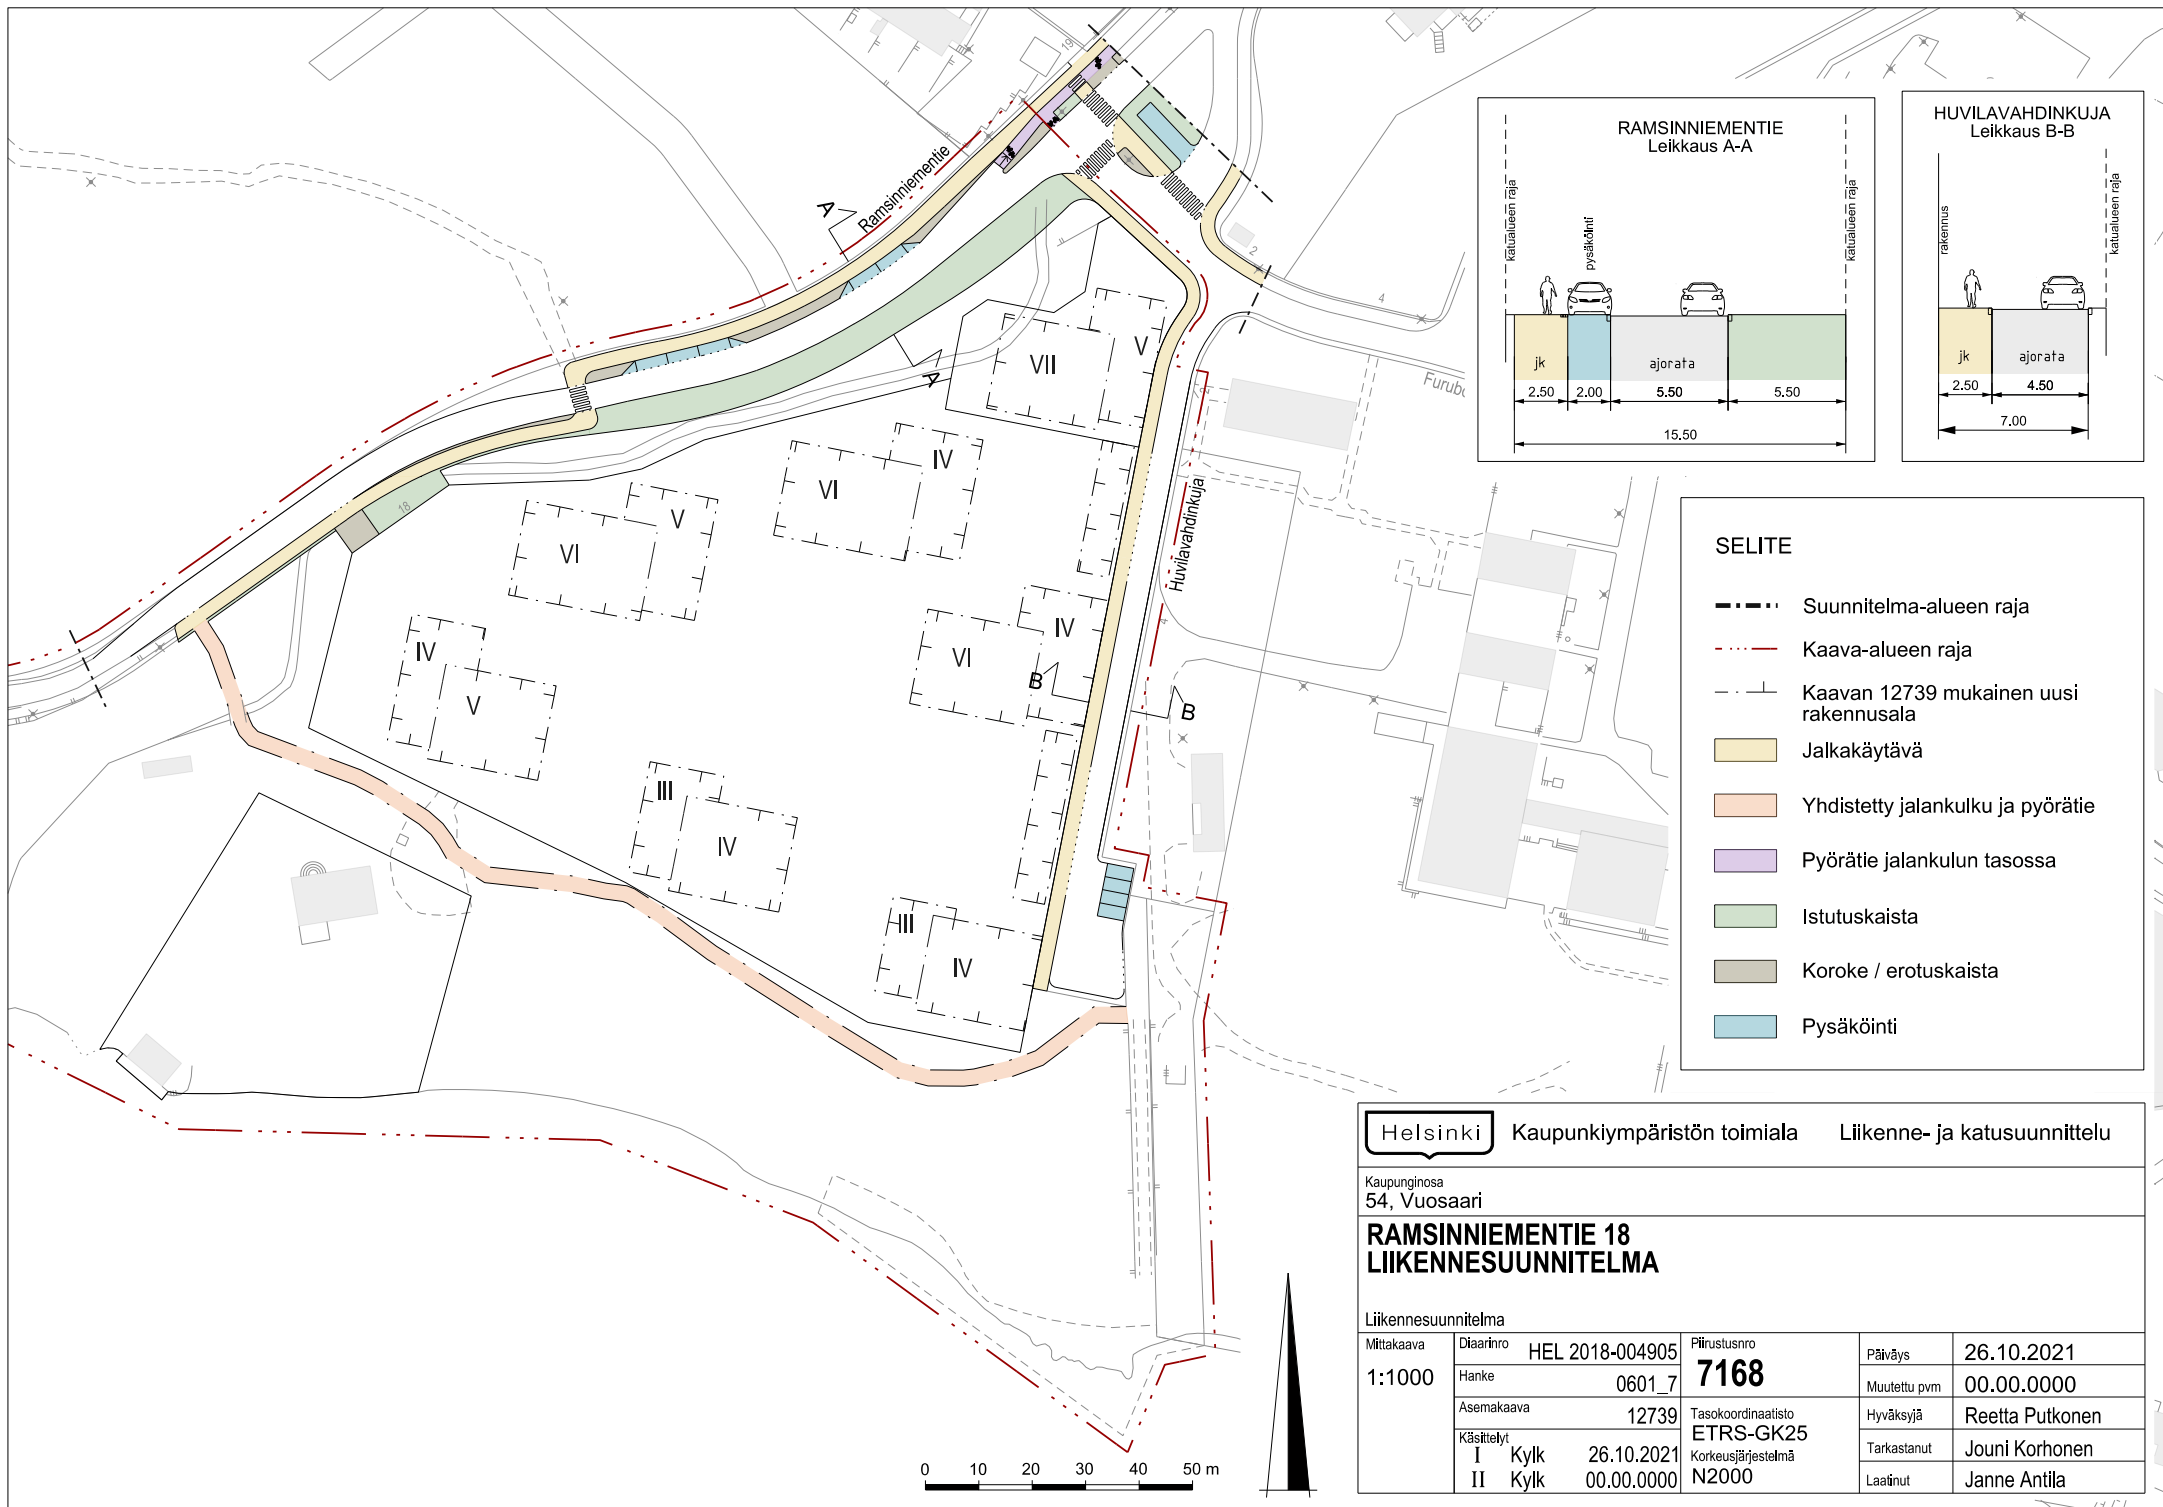 19
Ramsinniementie
A
A
2
4
Furub
VII
V
2
IV
VI
V
VI
18
Huvilavahdinkuja
4
IV
VI
B
B
IV
V
III
IV
III
IV
RAMSINNIEMENTIE
Leikkaus A-A
katualueen raja
pysäköinti
katualueen raja
jk
ajorata
2.50
2.00
5.50
5.50
15.50
HUVILAVAHDINKUJA
Leikkaus B-B
rakennus
katualueen raja
jk
ajorata
2.50
4.50
7.00
SELITE
Suunnitelma-alueen raja
Kaava-alueen raja
Kaavan 12739 mukainen uusi
rakennusala
Jalkakäytävä
Yhdistetty jalankulku ja pyörätie
Pyörätie jalankulun tasossa
Istutuskaista
Koroke / erotuskaista
Pysäköinti
Helsinki Kaupunkiympäristön toimiala Liikenne- ja katusuunnittelu
Kaupunginosa
54, Vuosaari
RAMSINNIEMENTIE 18
LIIKENNESUUNNITELMA
Liikennesuunnitelma
Mittakaava
1:1000
Diaarinro HEL 2018-004905
Hanke 0601_7
Asemakaava 12739
Käsittelyt
I Kylk 26.10.2021
II Kylk 00.00.0000
Piirustusnro
7168
Tasokoordinaatisto
ETRS-GK25
Korkeusjärjestelmä
N2000
Päiväys 26.10.2021
Muutettu pvm 00.00.0000
Hyväksyjä Reetta Putkonen
Tarkastanut Jouni Korhonen
Laatinut Janne Antila
0 10 20 30 40 50 m